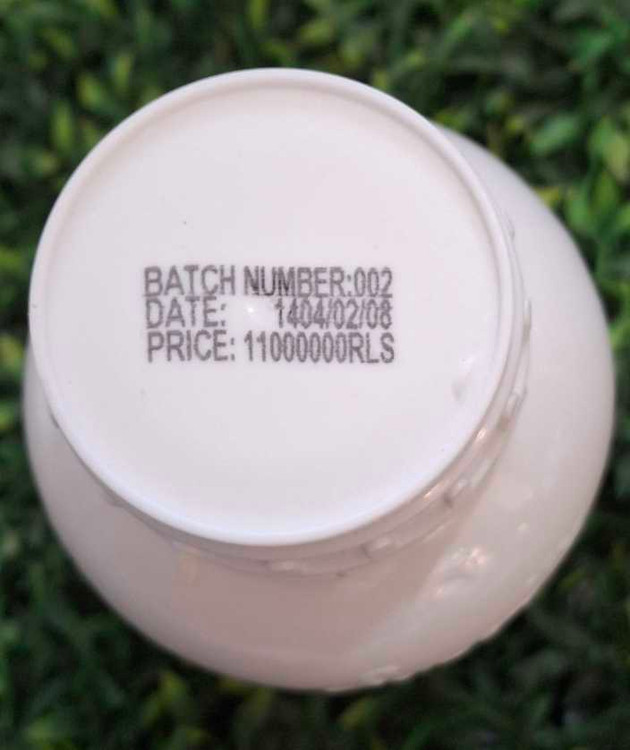 BATCH NUMBER:002
DATE: 1404/02/08
PRICE: 11000000RLS